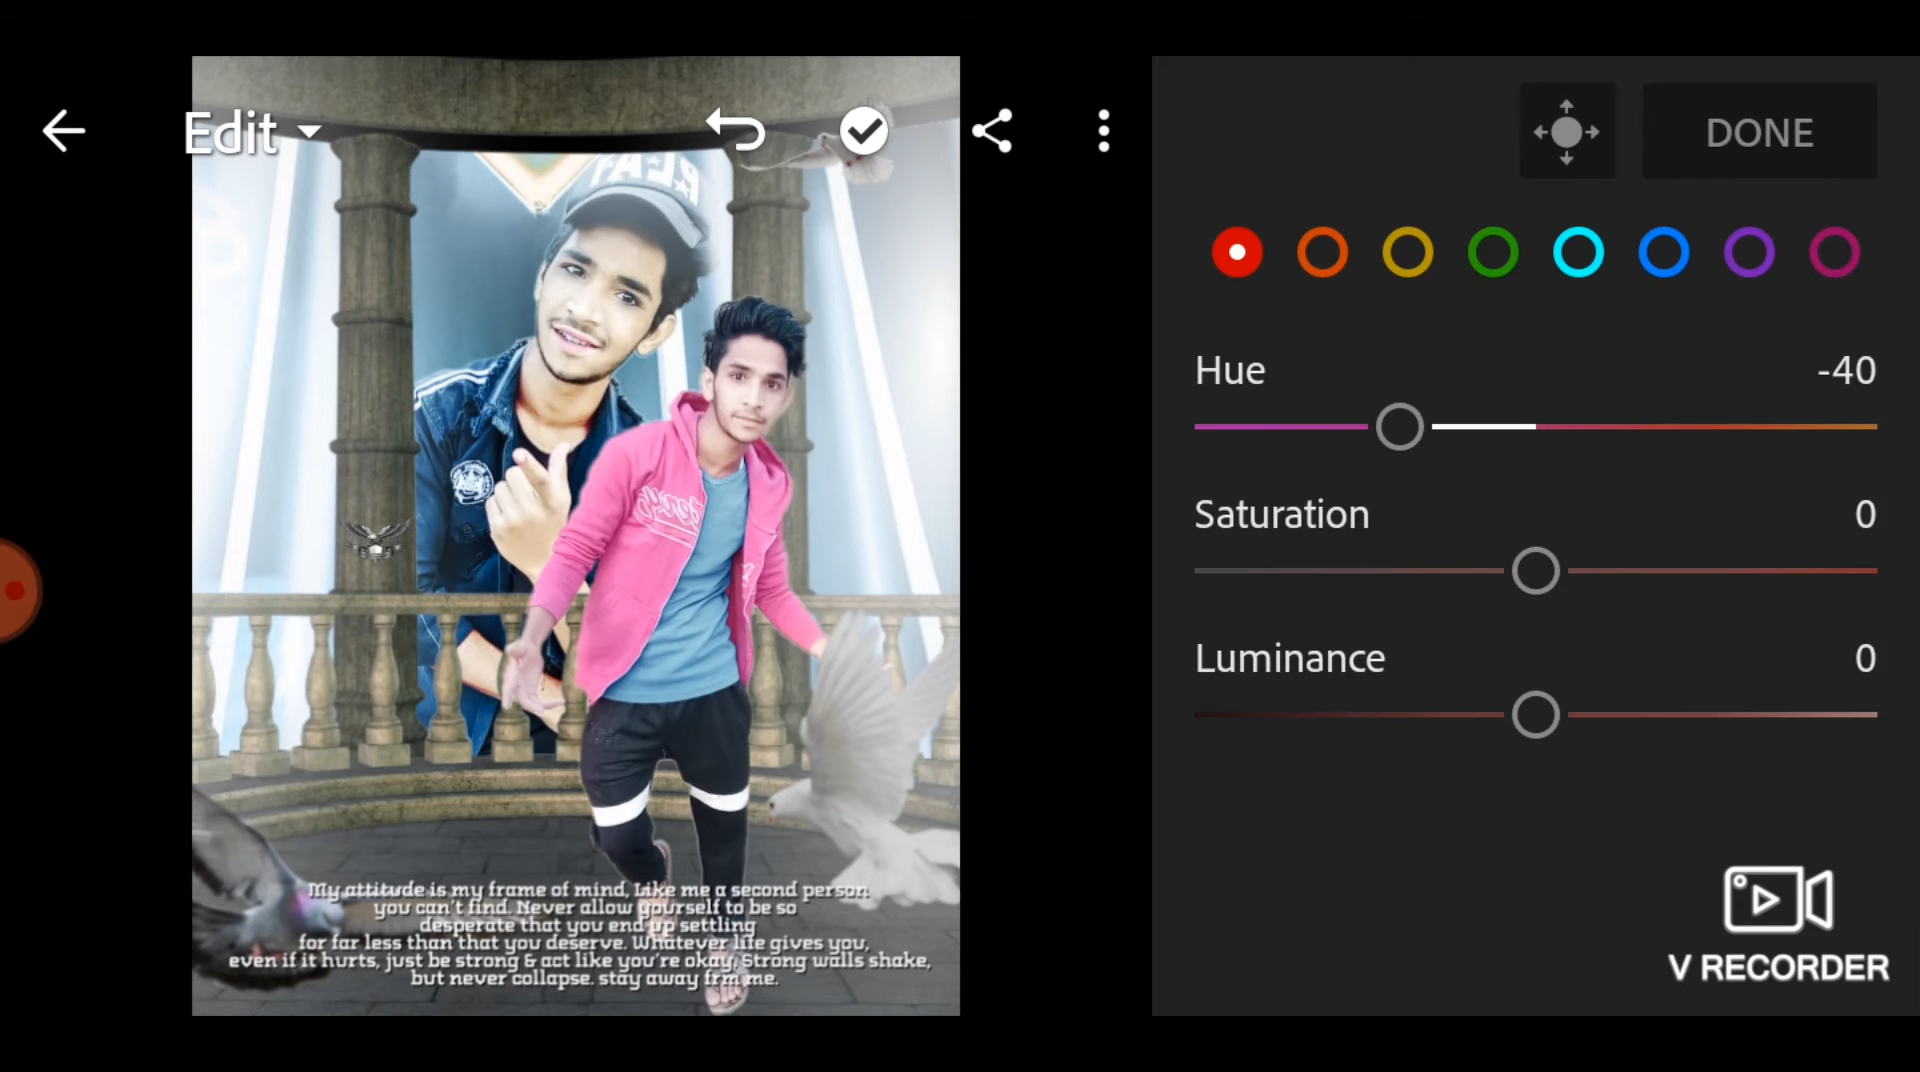 Edit
DONE
Hue
-40
Saturation
0
Luminance
0
PLAY
My attitude is my frame of mind, Like me a second person
you can't find. Never allow yourself to be so
desperate that you end up settling
for far less than that you deserve. Whatever life gives you,
even if it hurts, just be strong & act like you're okay. Strong walls shake,
but never collapse. stay away frm me.
V RECORDER